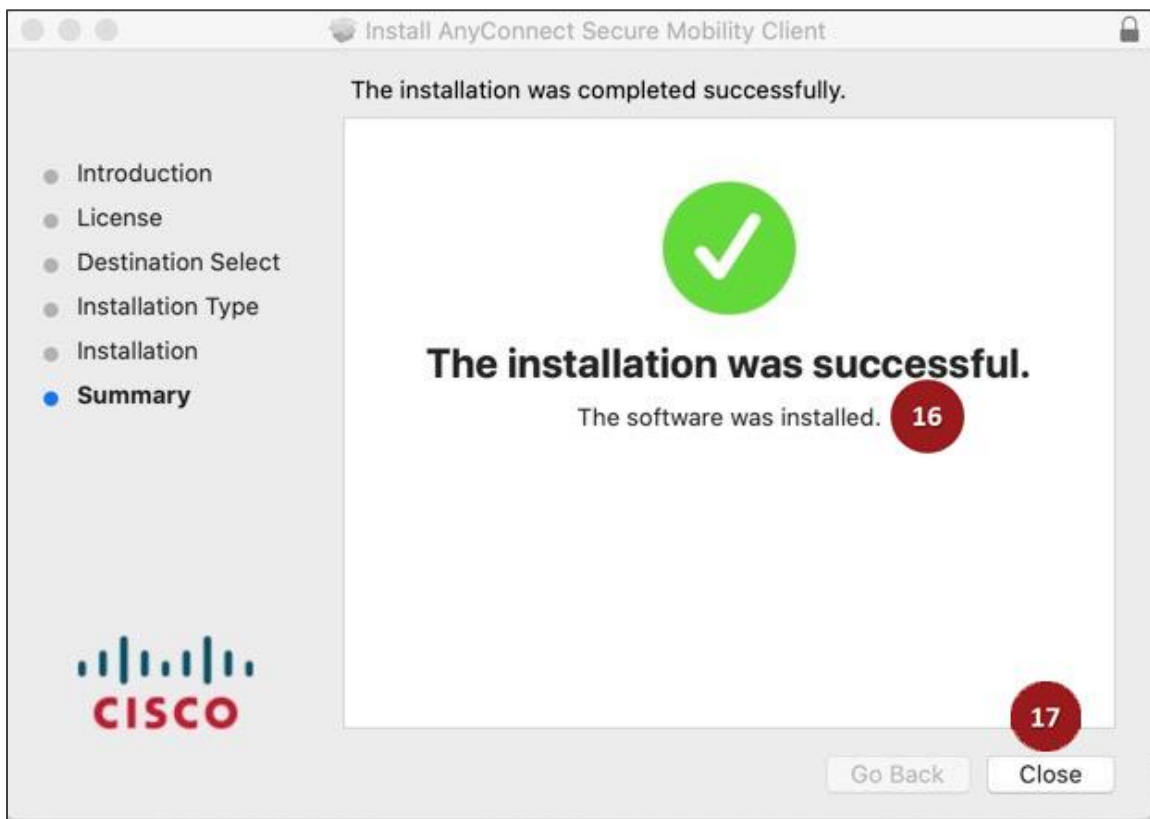 Install AnyConnect Secure Mobility Client
The installation was completed successfully.
Introduction
License
Destination Select
Installation Type
Installation
Summary
The installation was successful.
The software was installed.
16
CISCO
17
Go Back
Close